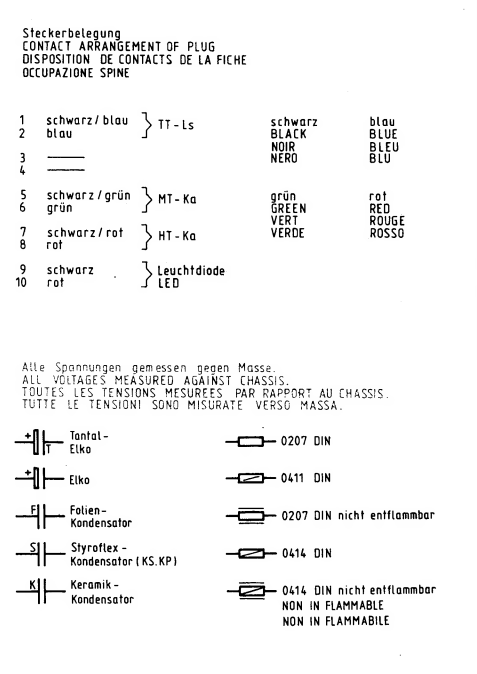 Steckerbelegung
CONTACT ARRANGEMENT OF PLUG
DISPOSITION DE CONTACTS DE LA FICHE
OCCUPAZIONE SPINE
1 schwarz/blau
2 blau
TT-Ls
3
4
5 schwarz/grün
6 grün
MT-Ka
7 schwarz/rot
8 rot
HT-Ka
9 schwarz
10 rot
Leuchtdiode
LED
schwarz
BLACK
NOIR
NERO
blau
BLUE
BLEU
BLU
grün
GREEN
VERT
VERDE
rot
RED
ROUGE
ROSSO
Alle Spannungen gemessen gegen Masse.
ALL VOLTAGES MEASURED AGAINST CHASSIS.
TOUTES LES TENSIONS MESUREES PAR RAPPORT AU CHASSIS.
TUTTE LE TENSIONI SONO MISURATE VERSO MASSA.
+ T Tantal-
Elko
+ Elko
F Folien-
Kondensator
S Styroflex-
Kondensator (KS.KP)
K Keramik-
Kondensator
0207 DIN
0411 DIN
0207 DIN nicht entflammbar
0414 DIN
0414 DIN nicht entflammbar
NON IN FLAMMABLE
NON IN FLAMMABILE